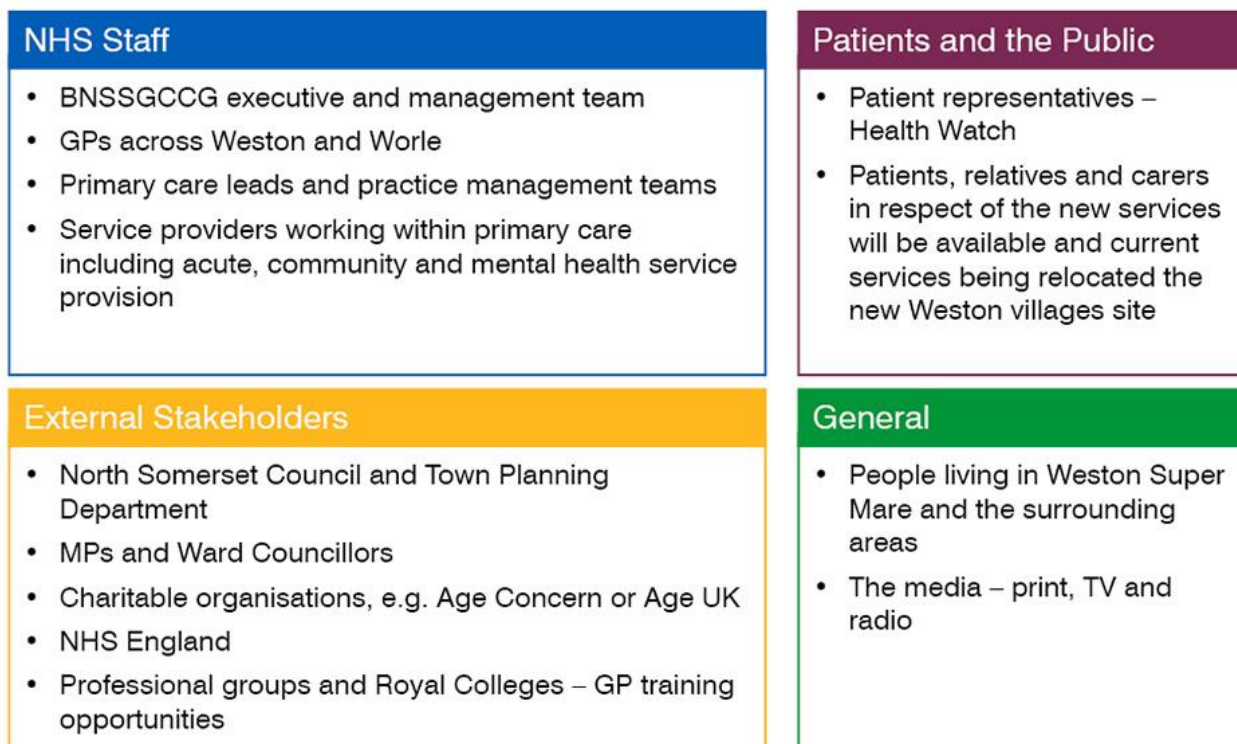 NHS Staff
• BNSSGCCG executive and management team
• GPs across Weston and Worle
• Primary care leads and practice management teams
• Service providers working within primary care
including acute, community and mental health service
provision
Patients and the Public
• Patient representatives –
Health Watch
• Patients, relatives and carers
in respect of the new services
will be available and current
services being relocated the
new Weston villages site
External Stakeholders
• North Somerset Council and Town Planning
Department
• MPs and Ward Councillors
• Charitable organisations, e.g. Age Concern or Age UK
• NHS England
• Professional groups and Royal Colleges – GP training
opportunities
General
• People living in Weston Super
Mare and the surrounding
areas
• The media – print, TV and
radio